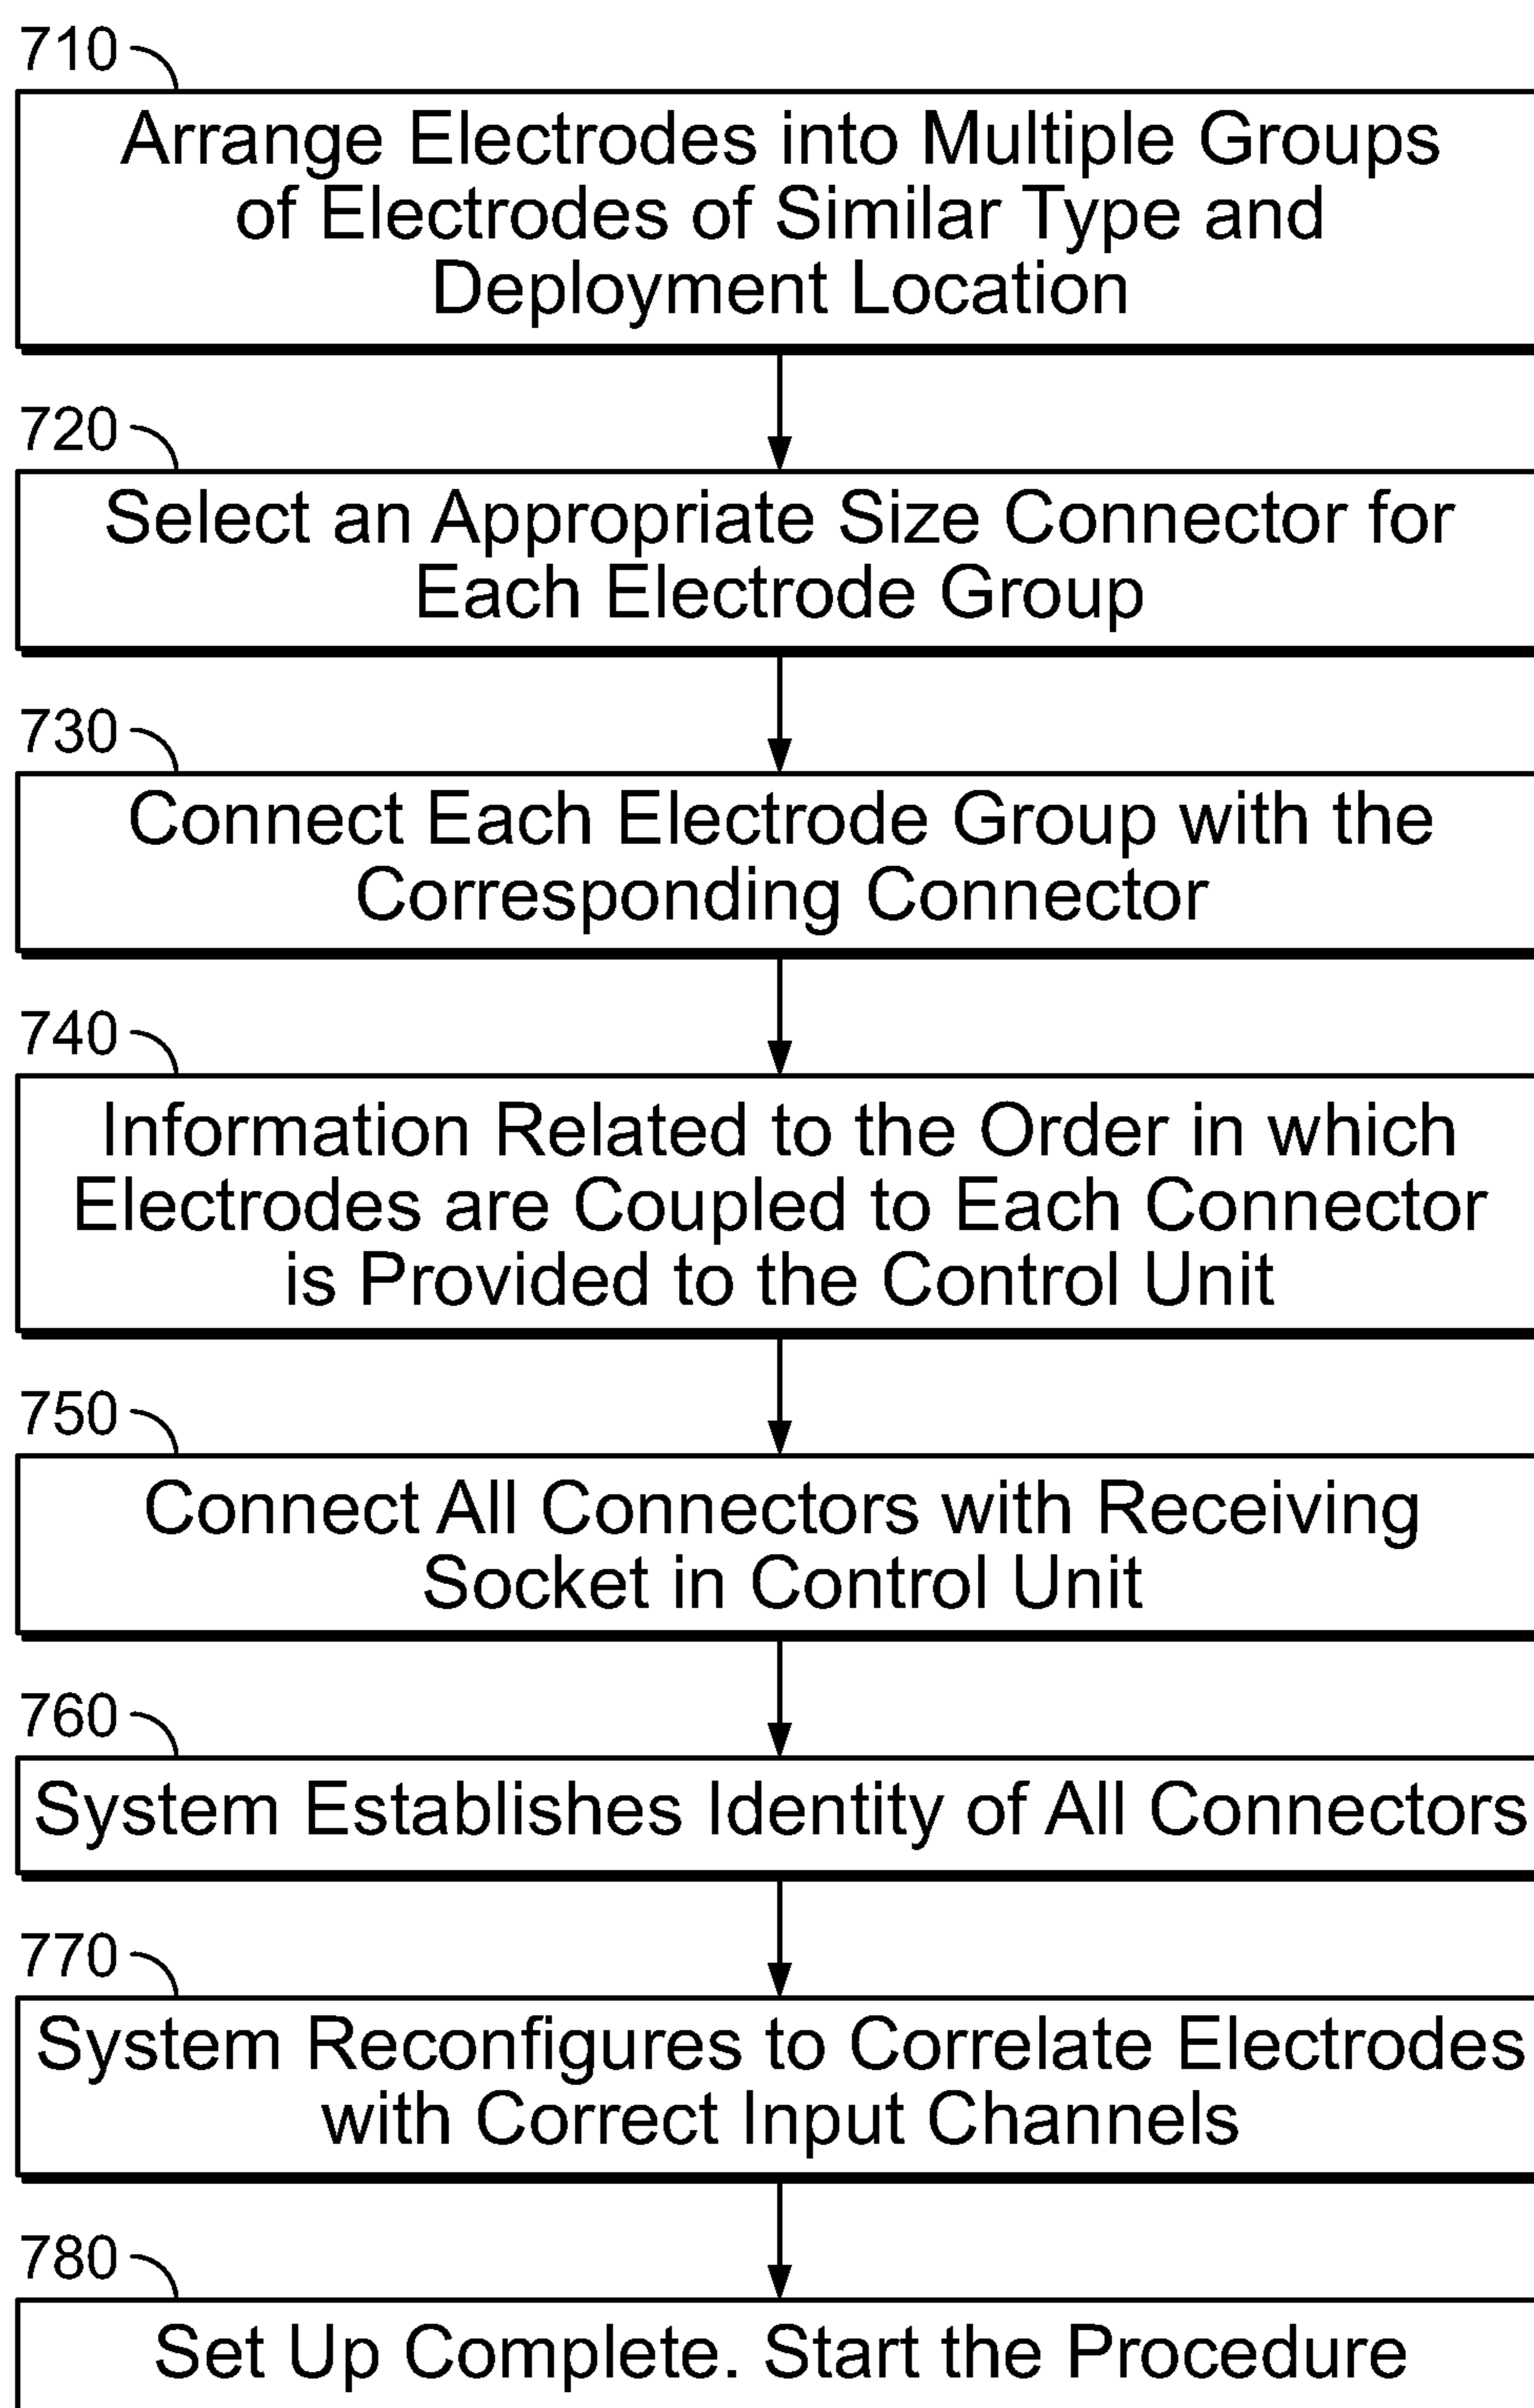 710
Arrange Electrodes into Multiple Groups
of Electrodes of Similar Type and
Deployment Location
720
Select an Appropriate Size Connector for
Each Electrode Group
730
Connect Each Electrode Group with the
Corresponding Connector
740
Information Related to the Order in which
Electrodes are Coupled to Each Connector
is Provided to the Control Unit
750
Connect All Connectors with Receiving
Socket in Control Unit
760
System Establishes Identity of All Connectors
770
System Reconfigures to Correlate Electrodes
with Correct Input Channels
780
Set Up Complete. Start the Procedure